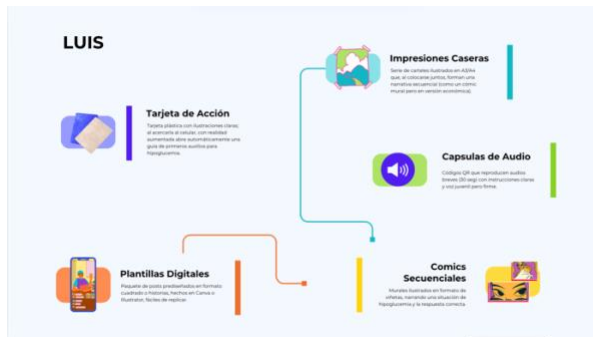 LUIS
Impresiones Caseras
Serie de carteles ilustrados en A3/A4
que, al colocarse juntos, forman una
narrativa secuencial (como un cómic
mural pero en versión económica).
Tarjeta de Acción
Tarjeta plástica con ilustraciones claras;
al acercarla al celular, con realidad
aumentada abre automáticamente una
guía de primeros auxilios para
hipoglucemia.
Capsulas de Audio
Códigos QR que reproducen audios
breves (30 seg) con instrucciones claras
y voz juvenil pero firme.
Plantillas Digitales
Paquete de posts prediseñados en formato
cuadrado o historias, hechos en Canva o
Illustrator, fáciles de replicar.
Comics
Secuenciales
Murales ilustrados en formato de
viñetas, narrando una situación de
hipoglucemia y la respuesta correcta.